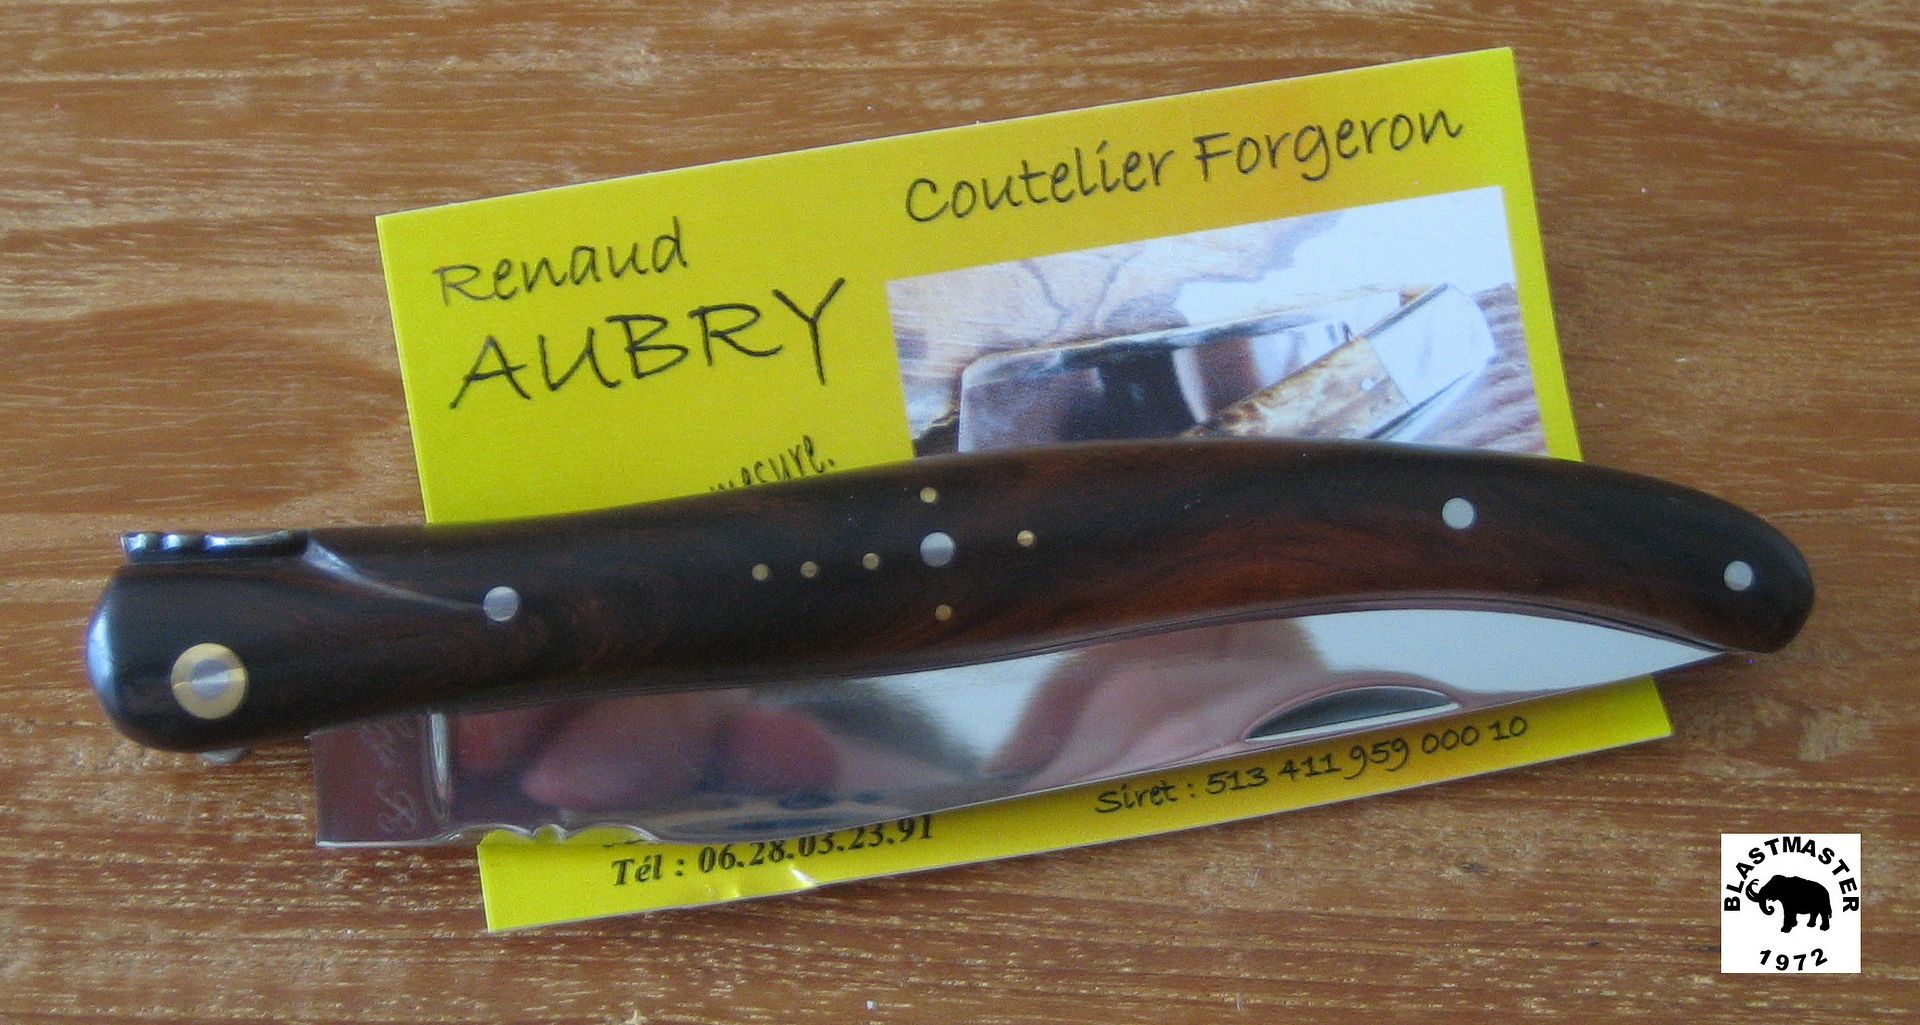 Coutelier Forgeron
Renaud
AUBRY
mesure.
Siret : 513 411 959 000 10
Tél : 06.28.03.23.91
BLASTMASTER
1972